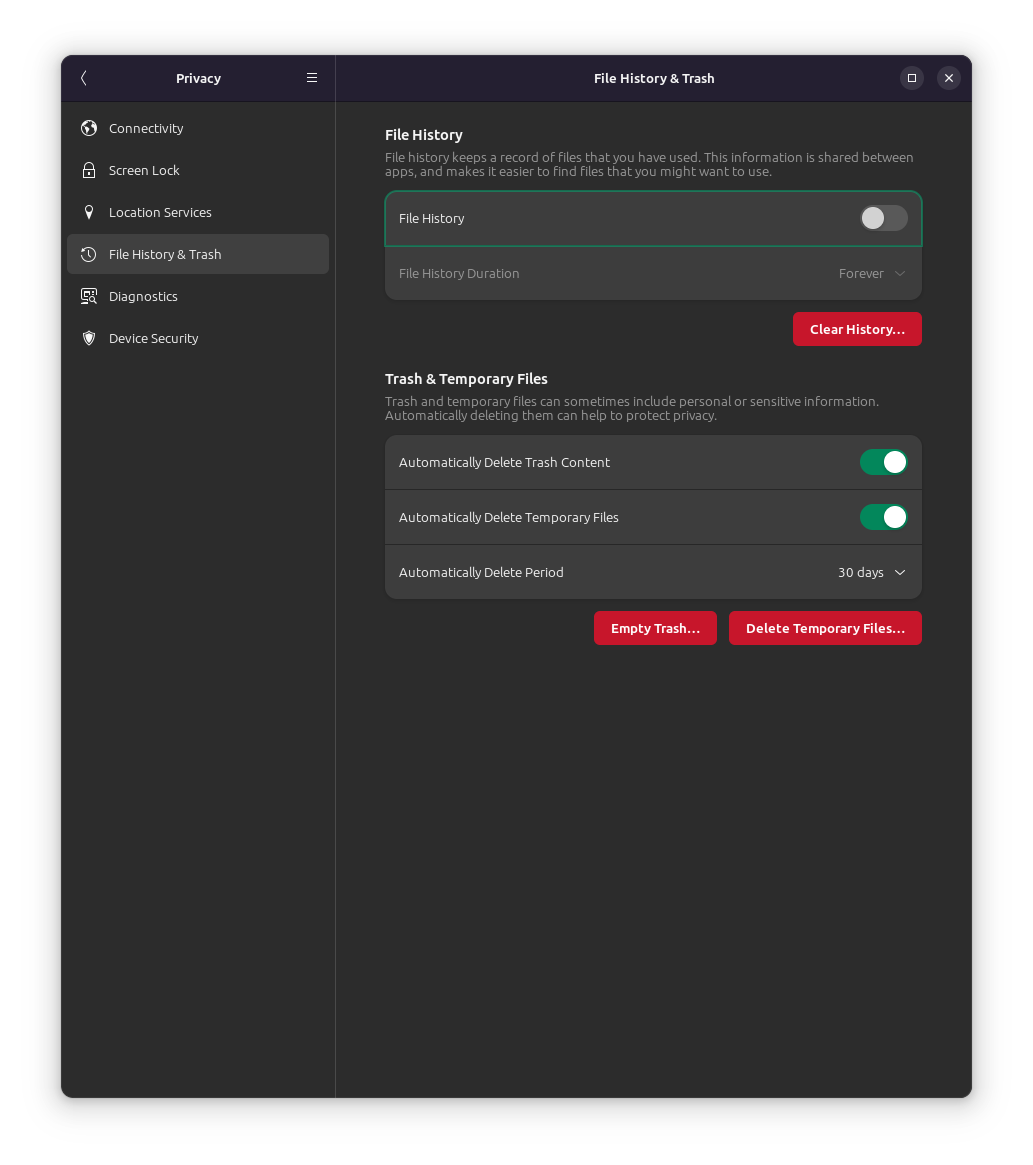 Privacy
File History & Trash
Connectivity
Screen Lock
Location Services
File History & Trash
Diagnostics
Device Security
File History
File history keeps a record of files that you have used. This information is shared between
apps, and makes it easier to find files that you might want to use.
File History
File History Duration Forever
Clear History…
Trash & Temporary Files
Trash and temporary files can sometimes include personal or sensitive information.
Automatically deleting them can help to protect privacy.
Automatically Delete Trash Content
Automatically Delete Temporary Files
Automatically Delete Period 30 days
Empty Trash… Delete Temporary Files…